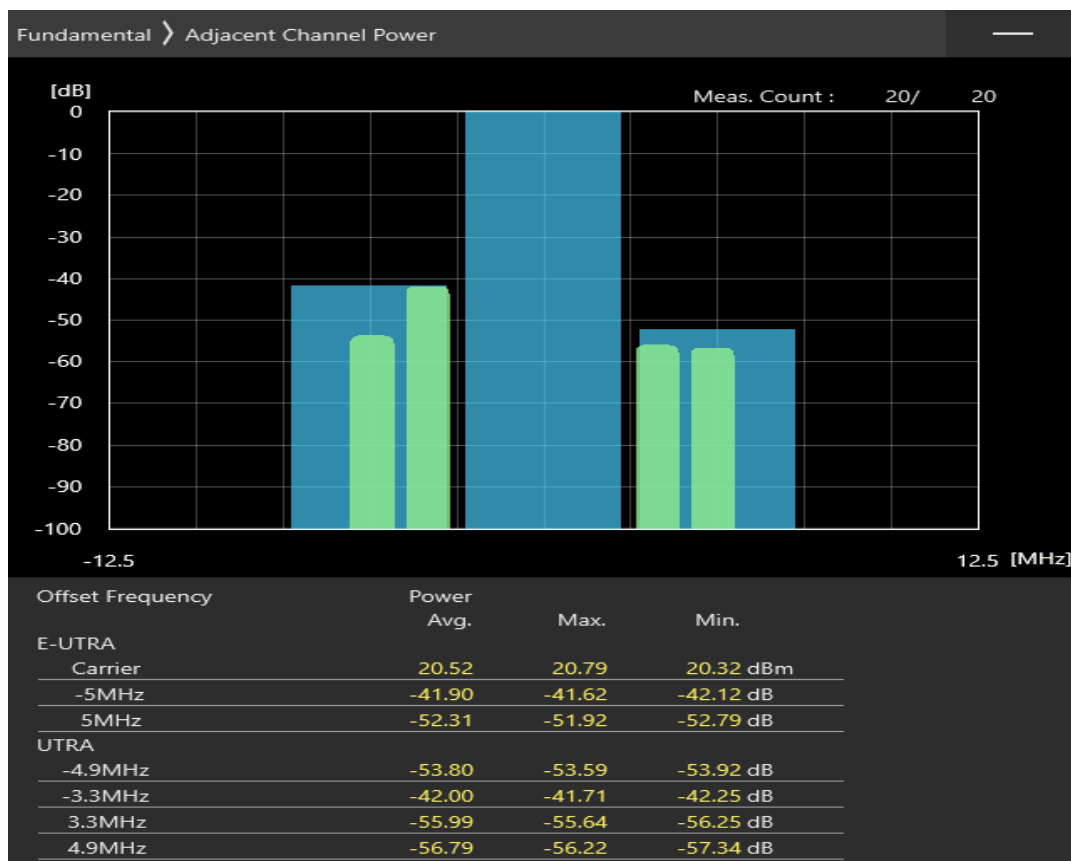 Fundamental 》 Adjacent Channel Power
[dB]
Meas. Count : 20/ 20
0
-10
-20
-30
-40
-50
-60
-70
-80
-90
-100
-12.5 12.5 [MHz]
Offset Frequency Power
Avg. Max. Min.
E-UTRA
Carrier 20.52 20.79 20.32 dBm
-5MHz -41.90 -41.62 -42.12 dB
5MHz -52.31 -51.92 -52.79 dB
UTRA
-4.9MHz -53.80 -53.59 -53.92 dB
-3.3MHz -42.00 -41.71 -42.25 dB
3.3MHz -55.99 -55.64 -56.25 dB
4.9MHz -56.79 -56.22 -57.34 dB